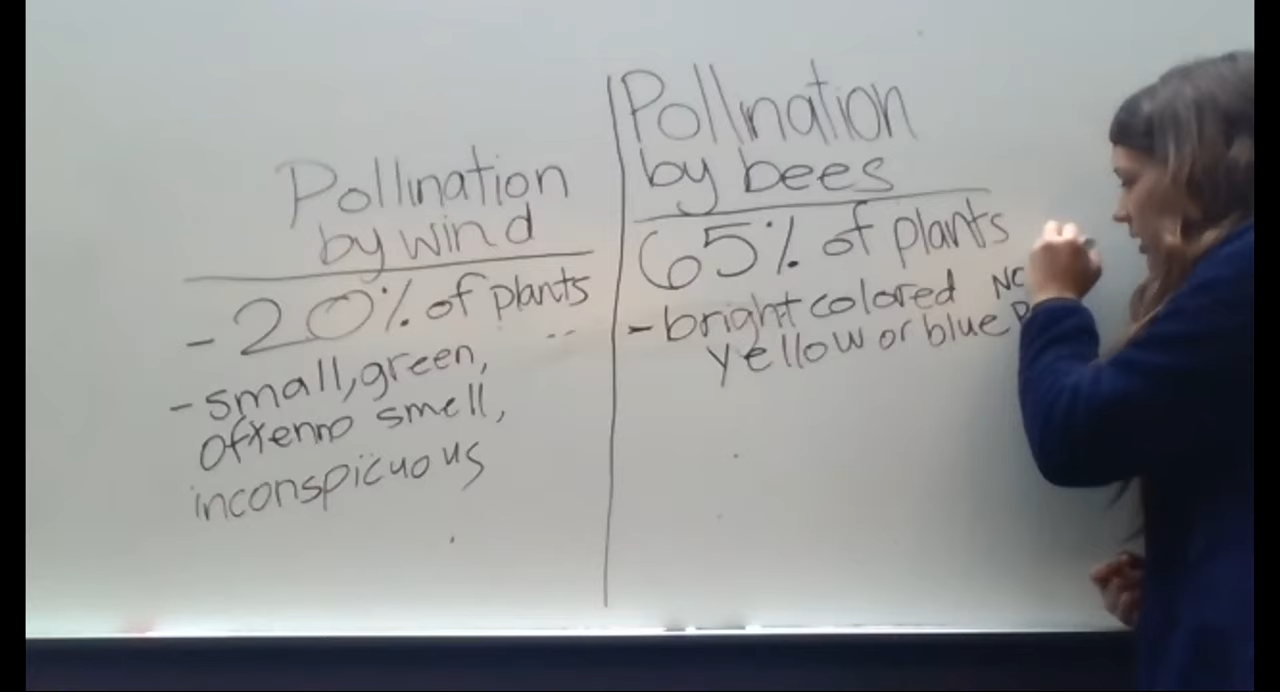 Pollination
by wind
- 20% of plants
- small, green,
often no smell,
inconspicuous
Pollination
by bees
65% of plants
- bright colored
yellow or blue